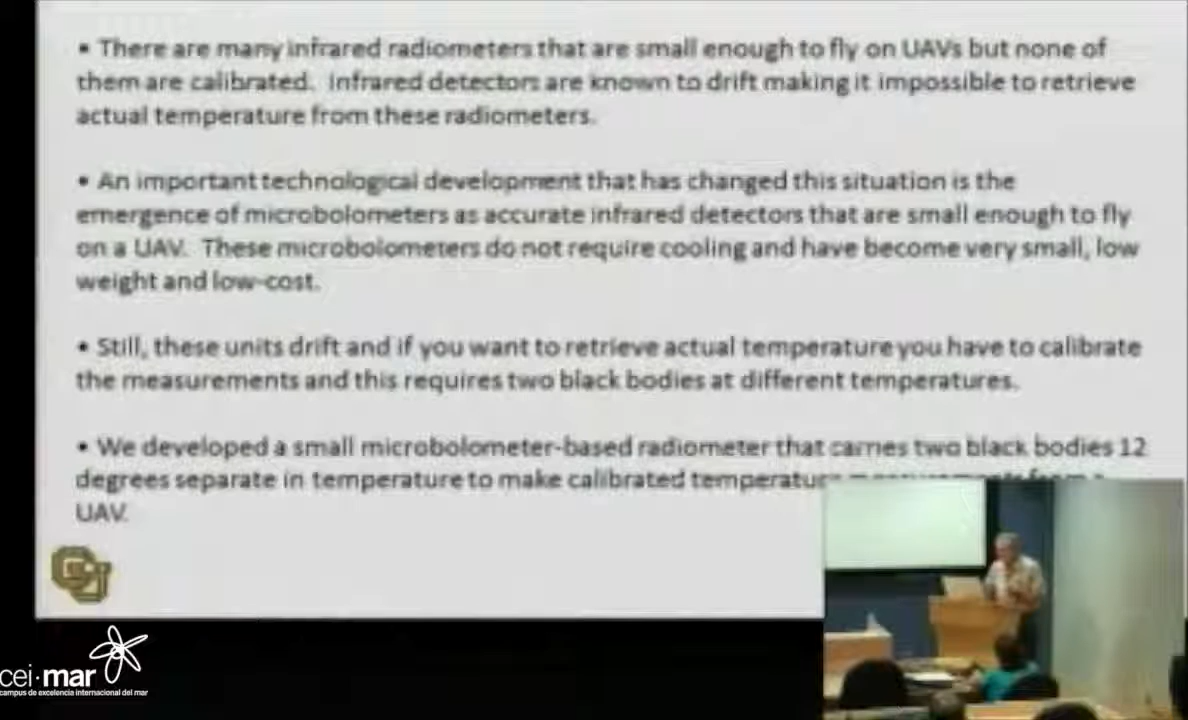 • There are many infrared radiometers that are small enough to fly on UAVs but none of
them are calibrated. Infrared detectors are known to drift making it impossible to retrieve
actual temperature from these radiometers.
• An important technological development that has changed this situation is the
emergence of microbolometers as accurate infrared detectors that are small enough to fly
on a UAV. These microbolometers do not require cooling and have become very small, low
weight and low-cost.
• Still, these units drift and if you want to retrieve actual temperature you have to calibrate
the measurements and this requires two black bodies at different temperatures.
• We developed a small microbolometer-based radiometer that carries two black bodies 12
degrees separate in temperature to make calibrated temperature
UAV.
CU
cei·mar
campus de excelencia internacional del mar